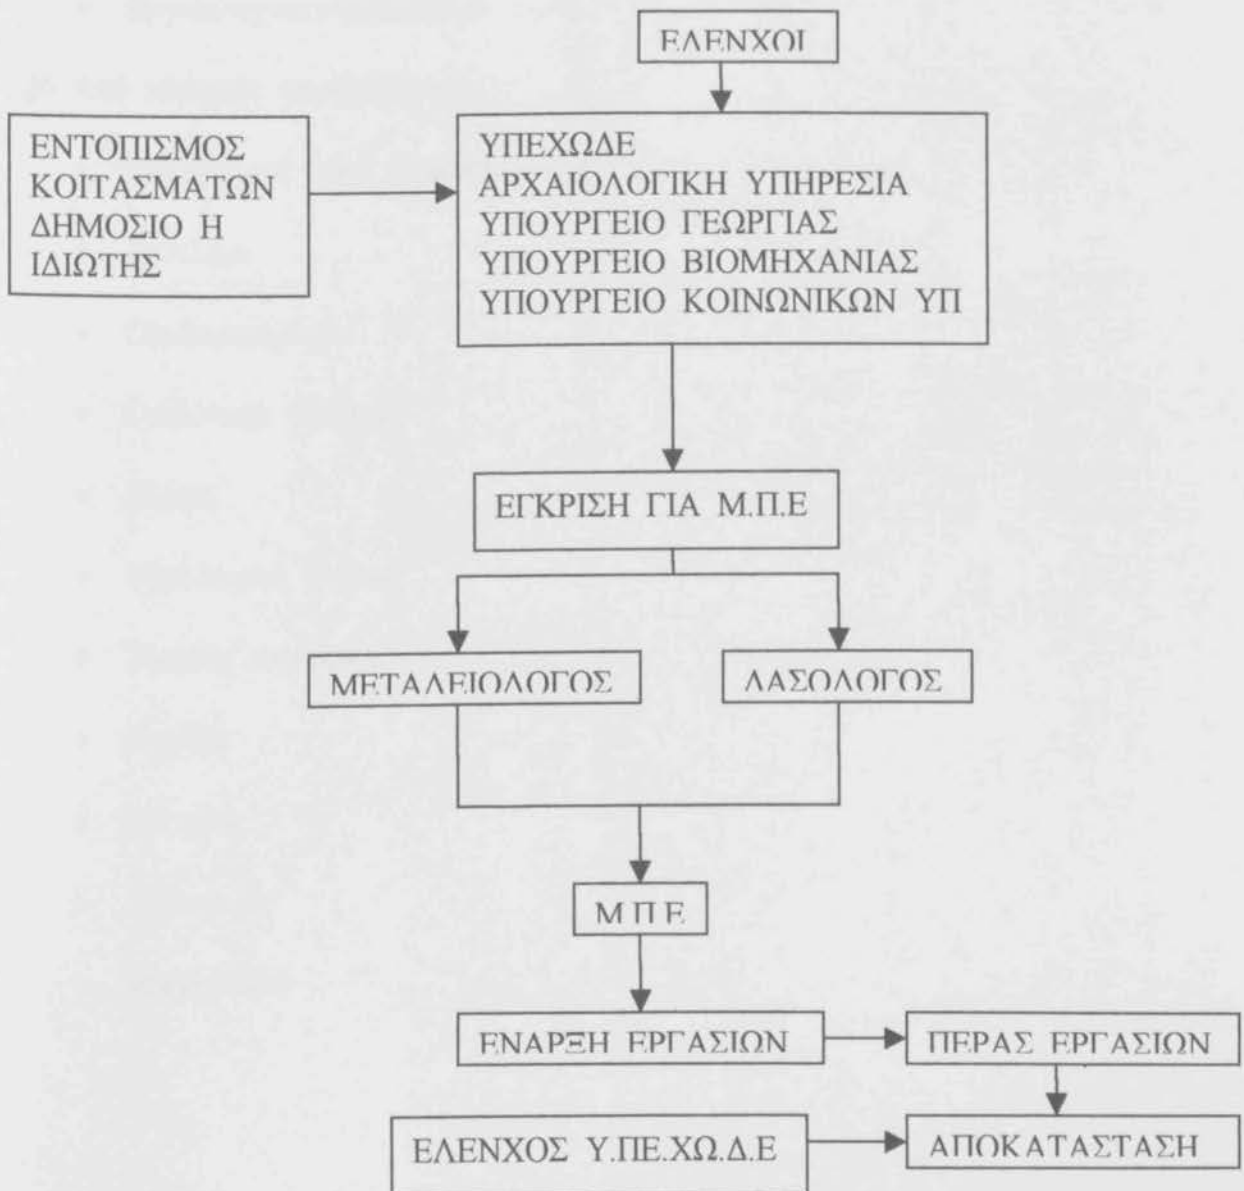 ΕΛΕΝΧΟΙ
ΕΝΤΟΠΙΣΜΟΣ
ΚΟΙΤΑΣΜΑΤΩΝ
ΔΗΜΟΣΙΟ Η
ΙΔΙΩΤΗΣ
ΥΠΕΧΩΔΕ
ΑΡΧΑΙΟΛΟΓΙΚΗ ΥΠΗΡΕΣΙΑ
ΥΠΟΥΡΓΕΙΟ ΓΕΩΡΓΙΑΣ
ΥΠΟΥΡΓΕΙΟ ΒΙΟΜΗΧΑΝΙΑΣ
ΥΠΟΥΡΓΕΙΟ ΚΟΙΝΩΝΙΚΩΝ ΥΠ
ΕΓΚΡΙΣΗ ΓΙΑ Μ.Π.Ε
ΜΕΤΑΛΕΙΟΛΟΓΟΣ
ΔΑΣΟΛΟΓΟΣ
Μ Π Ε
ΕΝΑΡΞΗ ΕΡΓΑΣΙΩΝ
ΠΕΡΑΣ ΕΡΓΑΣΙΩΝ
ΕΛΕΝΧΟΣ Υ.ΠΕ.ΧΩ.Δ.Ε
ΑΠΟΚΑΤΑΣΤΑΣΗ